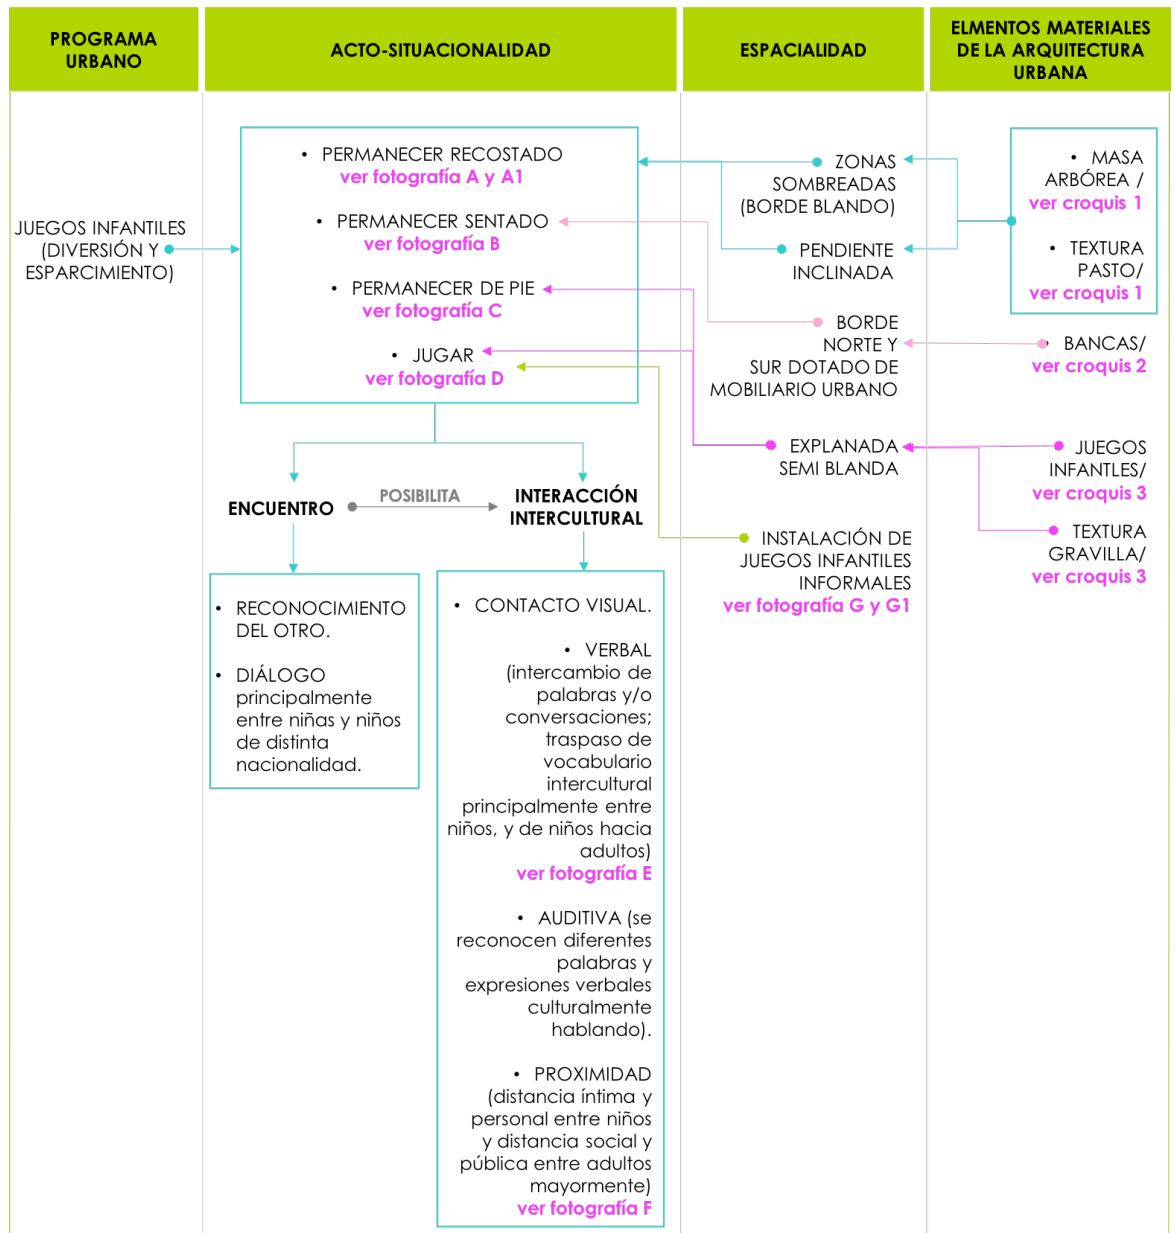 PROGRAMA
URBANO
ACTO-SITUACIONALIDAD
ESPACIALIDAD
ELMENTOS MATERIALES
DE LA ARQUITECTURA
URBANA
JUEGOS INFANTILES
(DIVERSIÓN Y
ESPARCIMIENTO)
• PERMANECER RECOSTADO
ver fotografía A y A1
• PERMANECER SENTADO
ver fotografía B
• PERMANECER DE PIE
ver fotografía C
• JUGAR
ver fotografía D
ENCUENTRO
POSIBILITA
INTERACCIÓN
INTERCULTURAL
• RECONOCIMIENTO
DEL OTRO.
• DIÁLOGO
principalmente
entre niñas y niños
de distinta
nacionalidad.
• CONTACTO VISUAL.
• VERBAL
(intercambio de
palabras y/o
conversaciones;
traspaso de
vocabulario
intercultural
principalmente entre
niños, y de niños hacia
adultos)
ver fotografía E
• AUDITIVA (se
reconocen diferentes
palabras y
expresiones verbales
culturalmente
hablando).
• PROXIMIDAD
(distancia íntima y
personal entre niños
y distancia social y
pública entre adultos
mayormente)
ver fotografía F
ZONAS
SOMBREADAS
(BORDE BLANDO)
PENDIENTE
INCLINADA
BORDE
NORTE Y
SUR DOTADO DE
MOBILIARIO URBANO
EXPLANADA
SEMI BLANDA
INSTALACIÓN DE
JUEGOS INFANTILES
INFORMALES
ver fotografía G y G1
• MASA
ARBÓREA /
ver croquis 1
• TEXTURA
PASTO/
ver croquis 1
• BANCAS/
ver croquis 2
JUEGOS
INFANTLES/
ver croquis 3
TEXTURA
GRAVILLA/
ver croquis 3